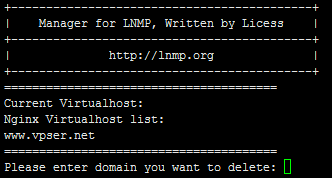 +-------------------------------------------+
|    Manager for LNMP, Written by Licess    |
+-------------------------------------------+
|              http://lnmp.org              |
+-------------------------------------------+
=======================================
Current Virtualhost:
Nginx Virtualhost list:
www.vpser.net
=======================================
Please enter domain you want to delete: